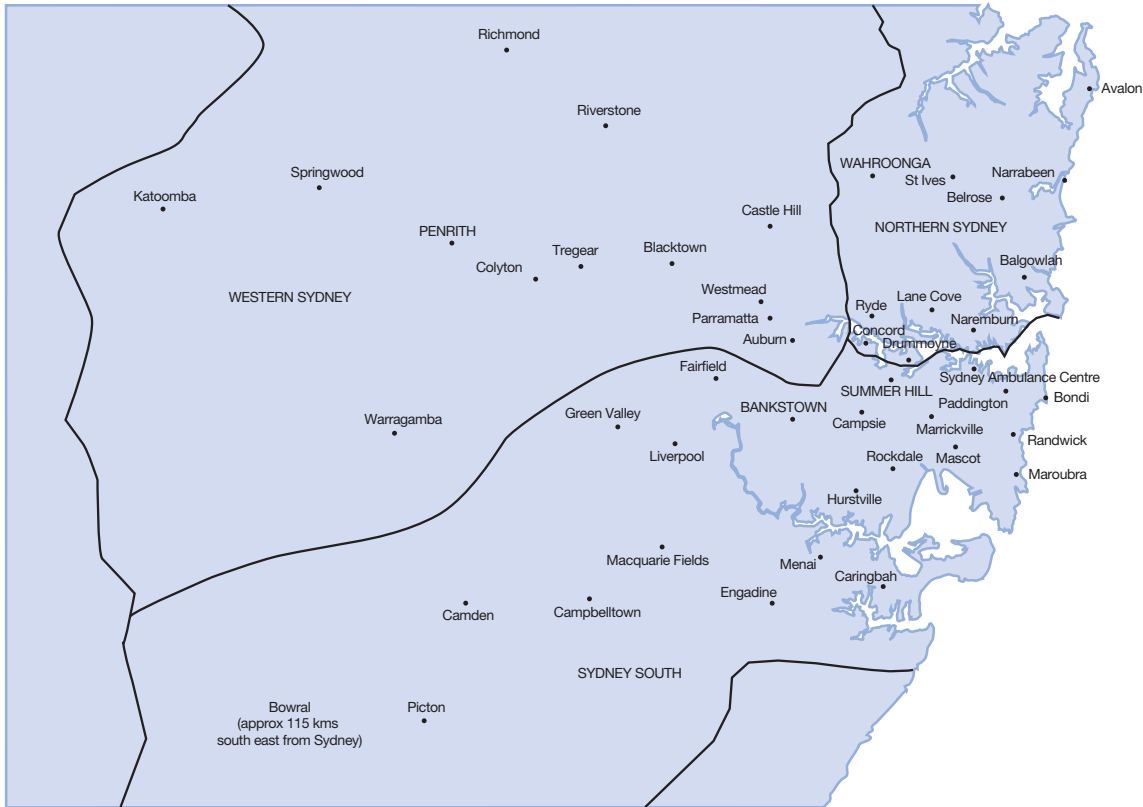 Richmond
Avalon
Riverstone
WAHROONGA
St Ives
Narrabeen
Springwood
Katoomba
Belrose
Castle Hill
PENRITH
NORTHERN SYDNEY
Tregear
Blacktown
Colyton
Balgowlah
WESTERN SYDNEY
Westmead
Lane Cove
Ryde
Parramatta
Naremburn
Concord
Auburn
Drummoyne
Fairfield
Sydney Ambulance Centre
SUMMER HILL
Bondi
Paddington
BANKSTOWN
Green Valley
Campsie
Marrickville
Warragamba
Randwick
Liverpool
Rockdale
Mascot
Maroubra
Hurstville
Macquarie Fields
Menai
Caringbah
Engadine
Camden
Campbelltown
SYDNEY SOUTH
Bowral
(approx 115 kms
south east from Sydney)
Picton